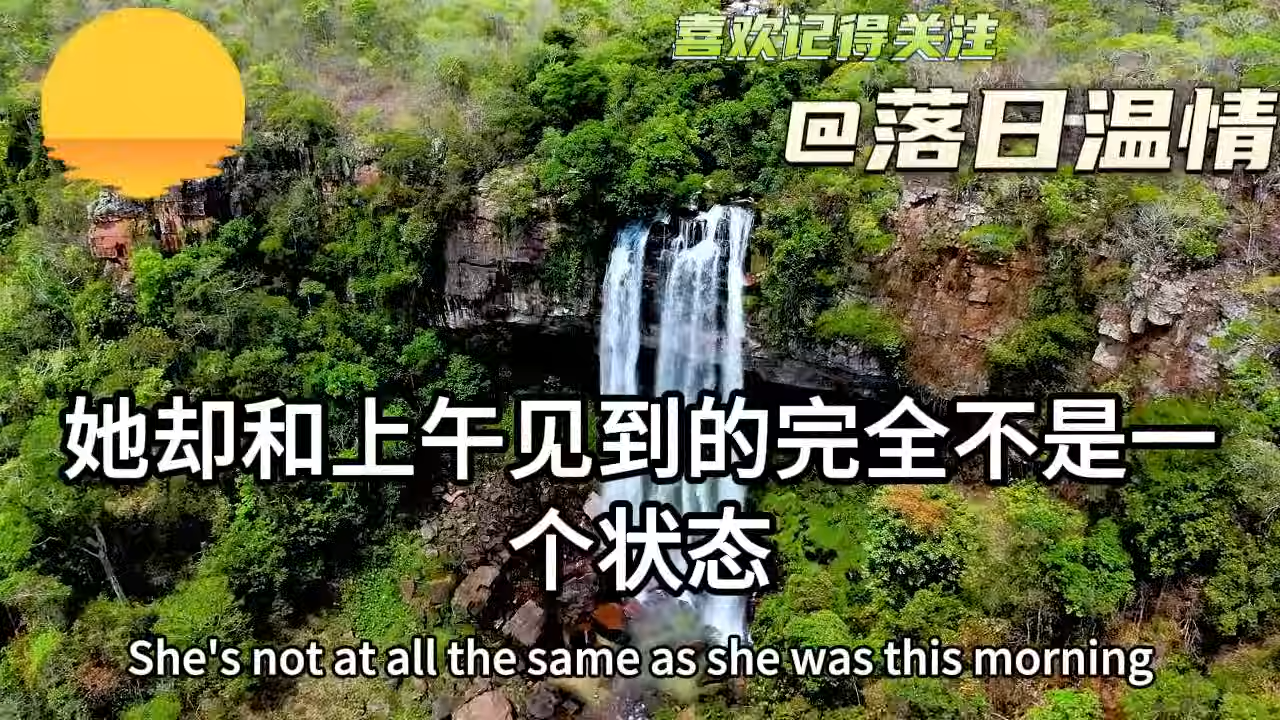 喜欢记得关注
@落日温情
她却和上午见到的完全不是一
个状态
She's not at all the same as she was this morning